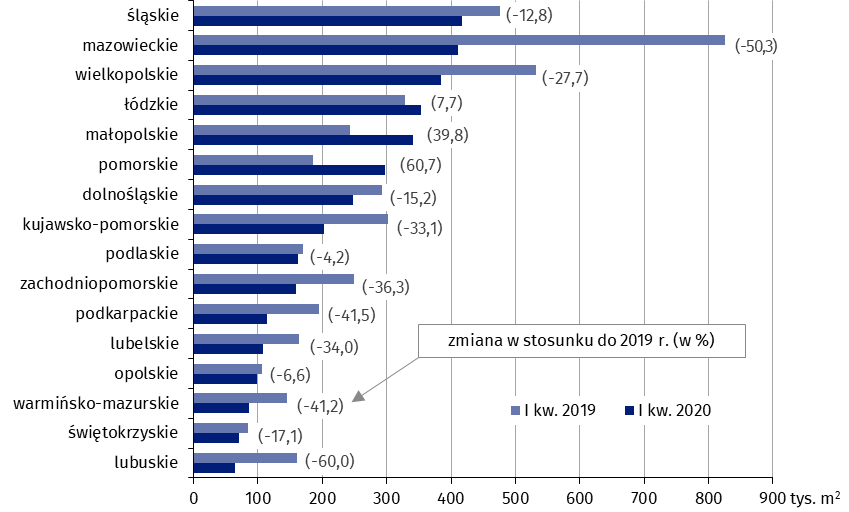 śląskie (-12,8)
mazowieckie (-50,3)
wielkopolskie (-27,7)
łódzkie (7,7)
małopolskie (39,8)
pomorskie (60,7)
dolnośląskie (-15,2)
kujawsko-pomorskie (-33,1)
podlaskie (-4,2)
zachodniopomorskie (-36,3)
podkarpackie (-41,5)
zmiana w stosunku do 2019 r. (w %)
lubelskie (-34,0)
opolskie (-6,6)
warmińsko-mazurskie (-41,2)
I kw. 2019 I kw. 2020
świętokrzyskie (-17,1)
lubuskie (-60,0)
0 100 200 300 400 500 600 700 800 900 tys. m²